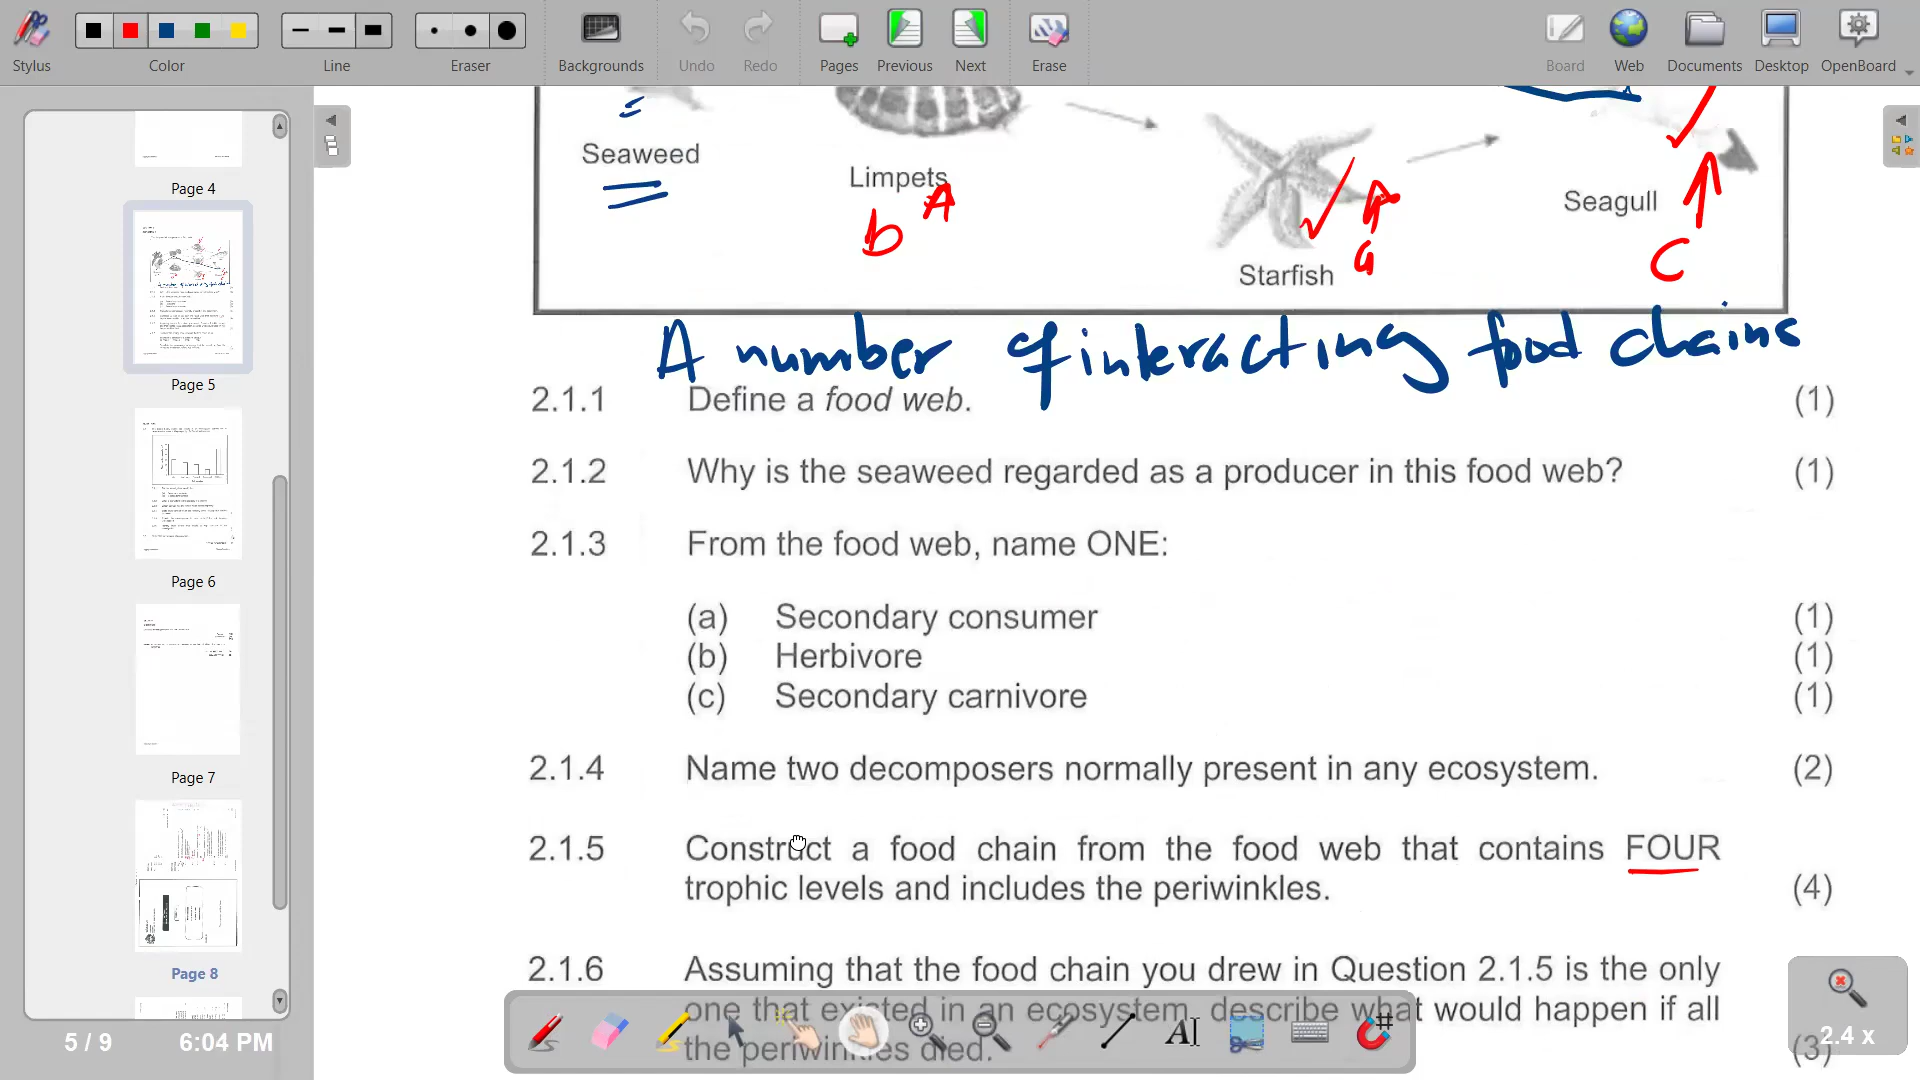 Stylus
Color
Line
Eraser
Backgrounds
Undo
Redo
Pages
Previous
Next
Erase
Board
Web
Documents
Desktop
OpenBoard
Page 4
Page 5
Page 6
Page 7
Page 8
5 / 9
6:04 PM
Seaweed
Limpets
A
b
Starfish
a
Seagull
C
A number of interacting food chains
2.1.1 Define a food web. (1)
2.1.2 Why is the seaweed regarded as a producer in this food web? (1)
2.1.3 From the food web, name ONE:
(a) Secondary consumer (1)
(b) Herbivore (1)
(c) Secondary carnivore (1)
2.1.4 Name two decomposers normally present in any ecosystem. (2)
2.1.5 Construct a food chain from the food web that contains FOUR
trophic levels and includes the periwinkles. (4)
2.1.6 Assuming that the food chain you drew in Question 2.1.5 is the only
one that existed in an ecosystem, describe what would happen if all
the periwinkles died. (3)
2.4 x